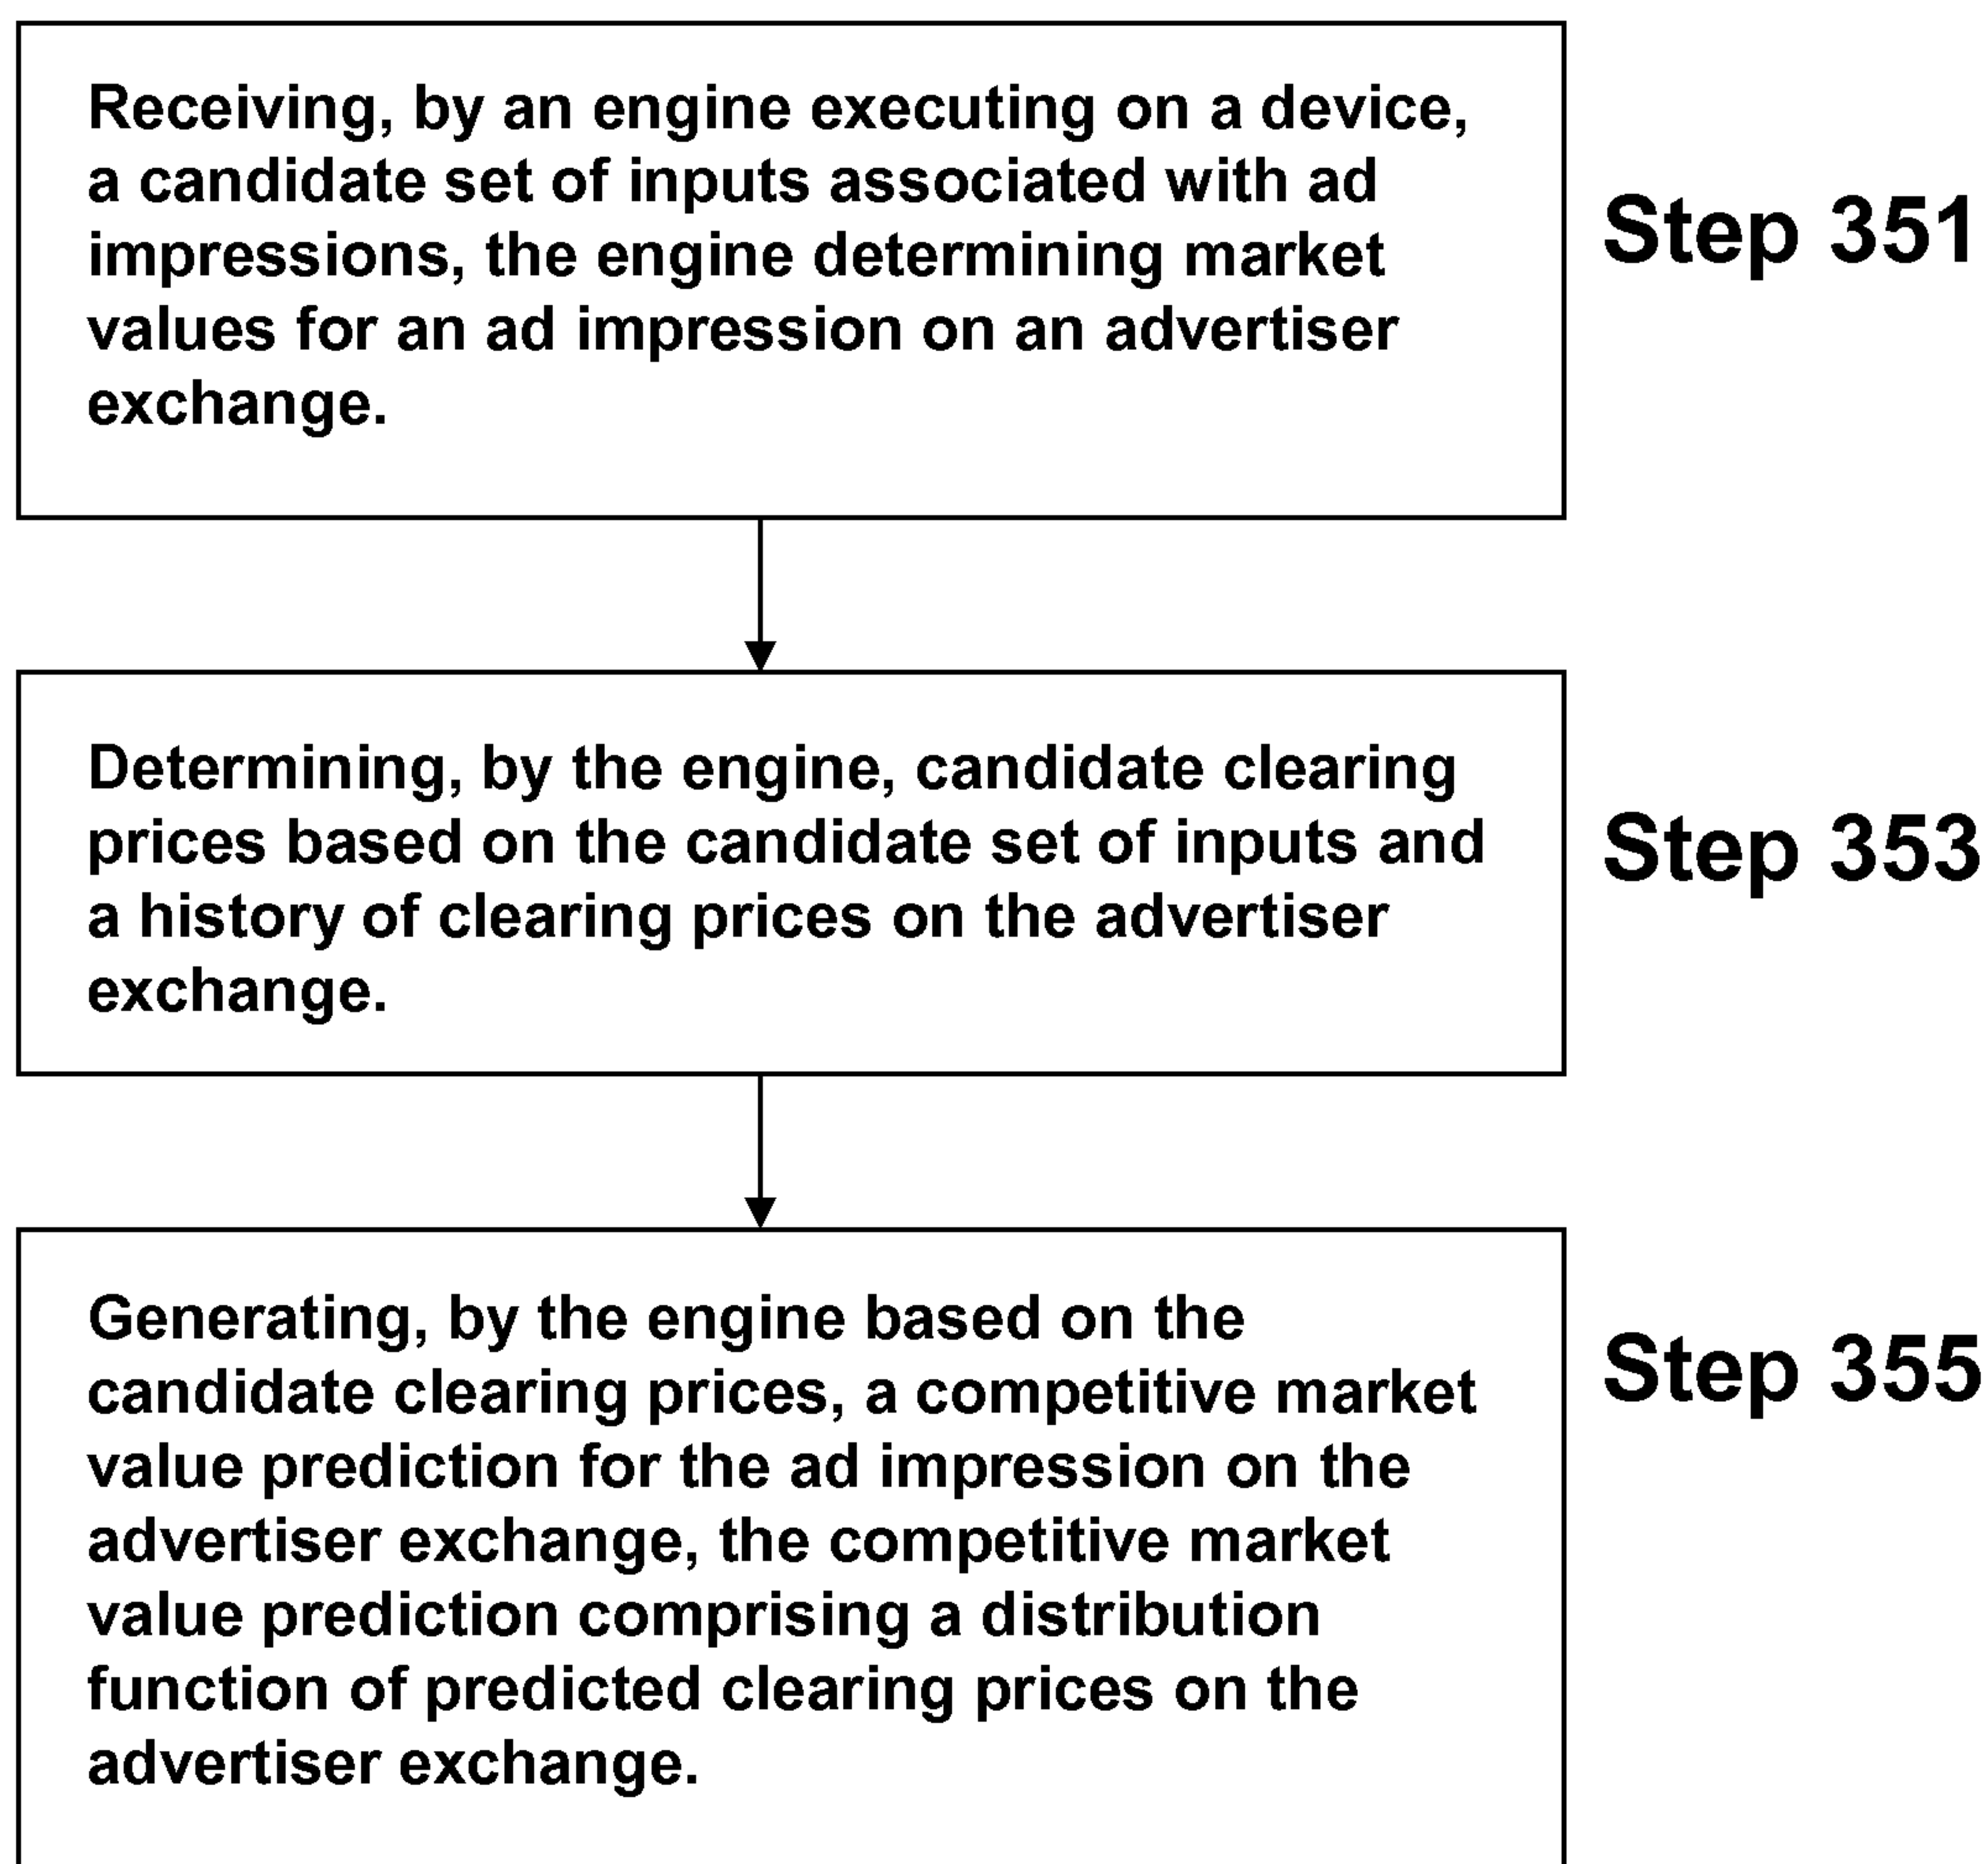 Receiving, by an engine executing on a device,
a candidate set of inputs associated with ad
impressions, the engine determining market
values for an ad impression on an advertiser
exchange.
Step 351
Determining, by the engine, candidate clearing
prices based on the candidate set of inputs and
a history of clearing prices on the advertiser
exchange.
Step 353
Generating, by the engine based on the
candidate clearing prices, a competitive market
value prediction for the ad impression on the
advertiser exchange, the competitive market
value prediction comprising a distribution
function of predicted clearing prices on the
advertiser exchange.
Step 355